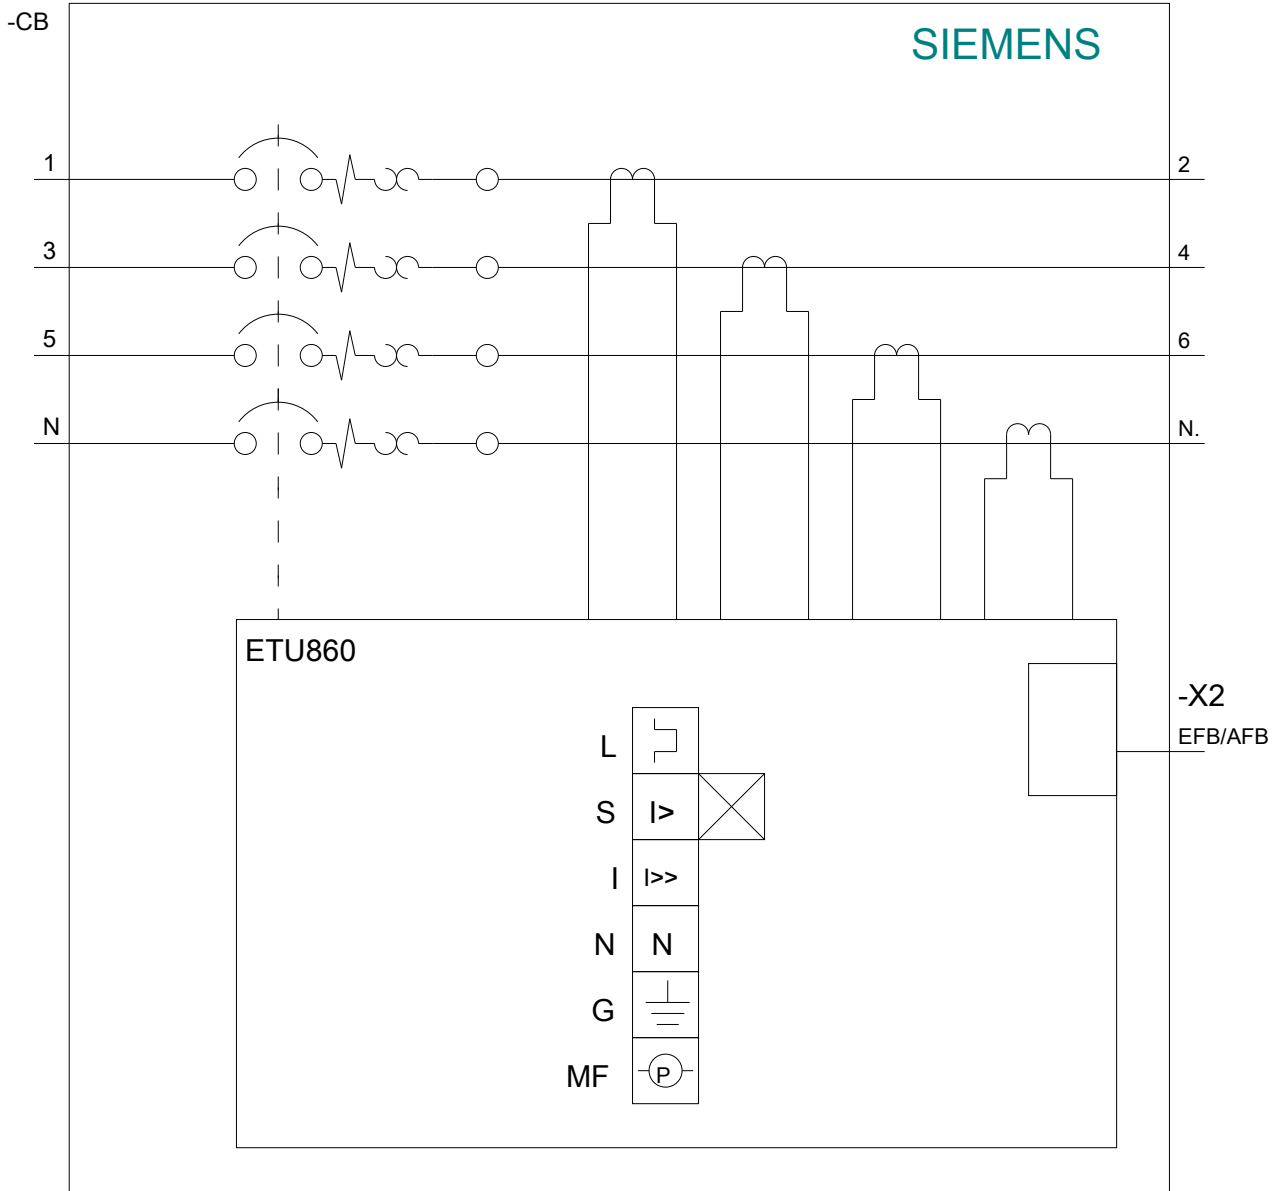 -CB
SIEMENS
1
2
3
4
5
6
N
N.
ETU860
-X2
EFB/AFB
L
S I>
I I>>
N N
G
MF P